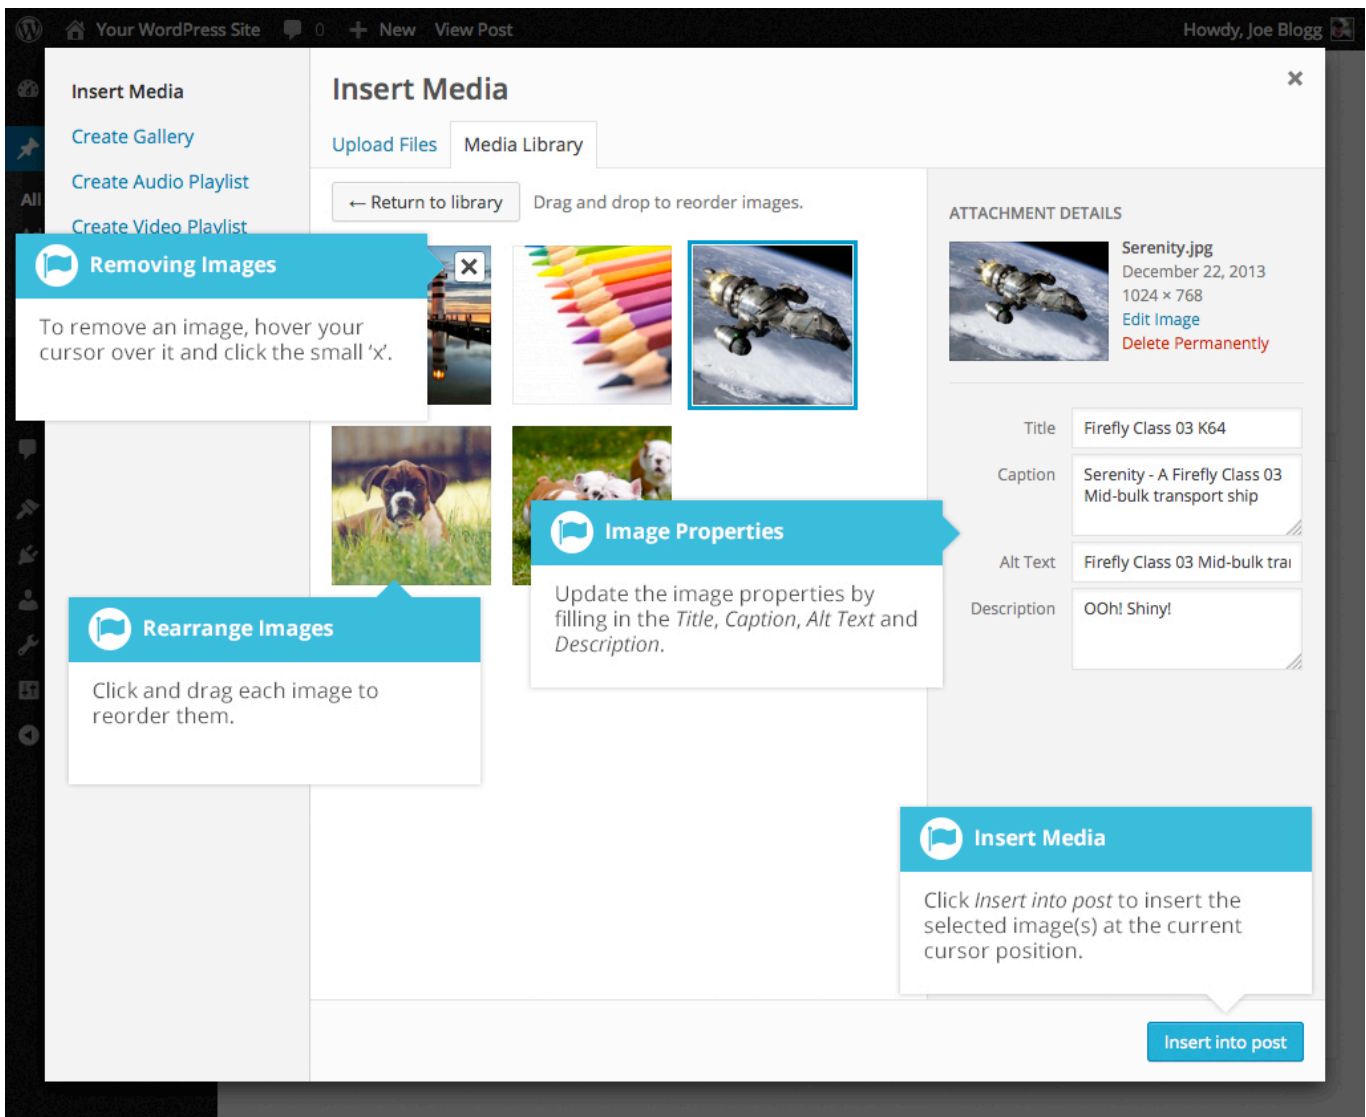 Your WordPress Site 0 New View Post Howdy, Joe Blogg
Insert Media
Create Gallery
Create Audio Playlist
Create Video Playlist
All
Insert Media
×
Upload Files Media Library
← Return to library Drag and drop to reorder images.
Removing Images
To remove an image, hover your
cursor over it and click the small ‘x’.
Rearrange Images
Click and drag each image to
reorder them.
Image Properties
Update the image properties by
filling in the Title, Caption, Alt Text and
Description.
ATTACHMENT DETAILS
Serenity.jpg
December 22, 2013
1024 × 768
Edit Image
Delete Permanently
Title Firefly Class 03 K64
Caption Serenity - A Firefly Class 03
Mid-bulk transport ship
Alt Text Firefly Class 03 Mid-bulk tra
Description OOh! Shiny!
Insert Media
Click Insert into post to insert the
selected image(s) at the current
cursor position.
Insert into post